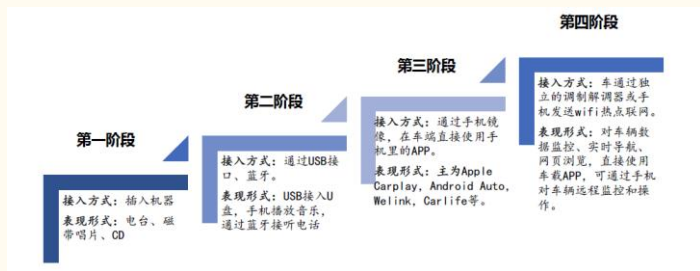 第一阶段
接入方式：插入机器
表现形式：电台、磁
带唱片、CD
第二阶段
接入方式：通过USB接
口、蓝牙。
表现形式：USB接入U
盘，手机播放音乐，
通过蓝牙接听电话
第三阶段
接入方式：通过手机镜
像，在车端直接使用手
机里的APP。
表现形式：主为Apple
Carplay, Android Auto,
Welink, Carlife等。
第四阶段
接入方式：车通过独
立的调制解调器或手
机发送wifi热点联网。
表现形式：对车辆数
据监控、实时导航、
网页浏览，直接使用
车载APP，可通过手机
对车辆远程监控和操
作。